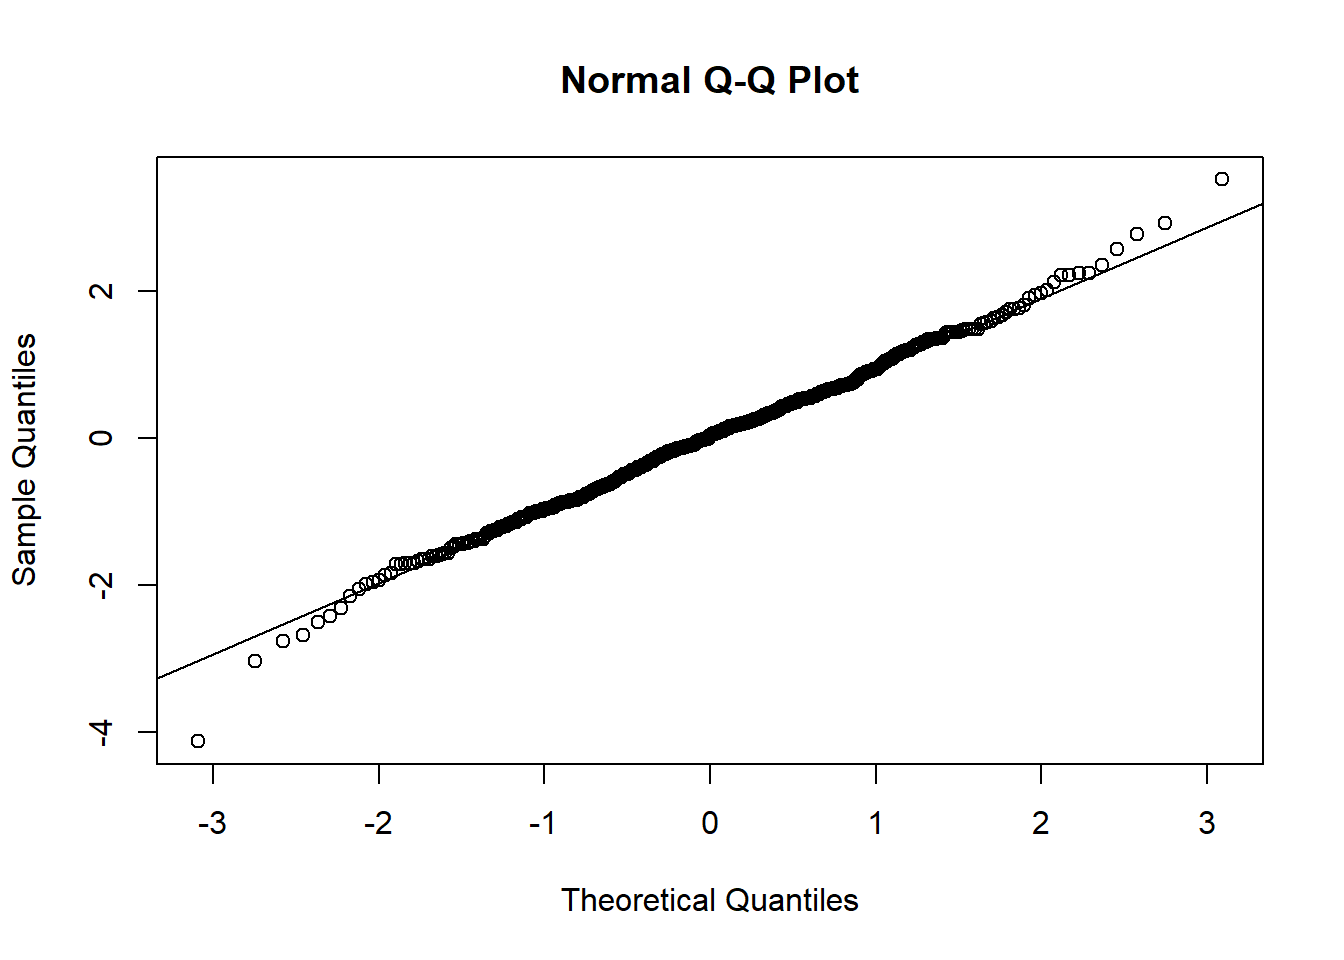 Normal Q-Q Plot
Sample Quantiles
2
0
-2
-4
-3 -2 -1 0 1 2 3
Theoretical Quantiles